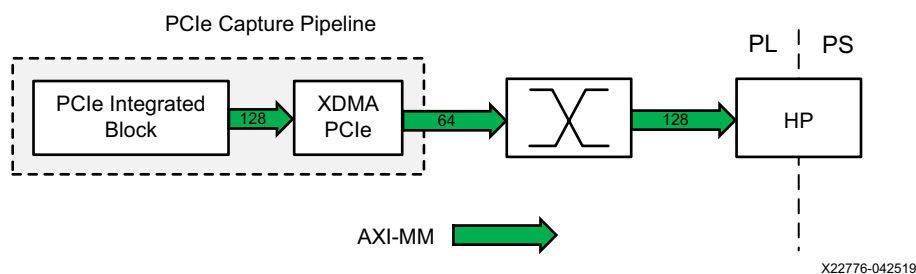 PCIe Capture Pipeline
PL
PS
PCIe Integrated
Block
128
XDMA
PCIe
64
128
HP
AXI-MM
X22776-042519